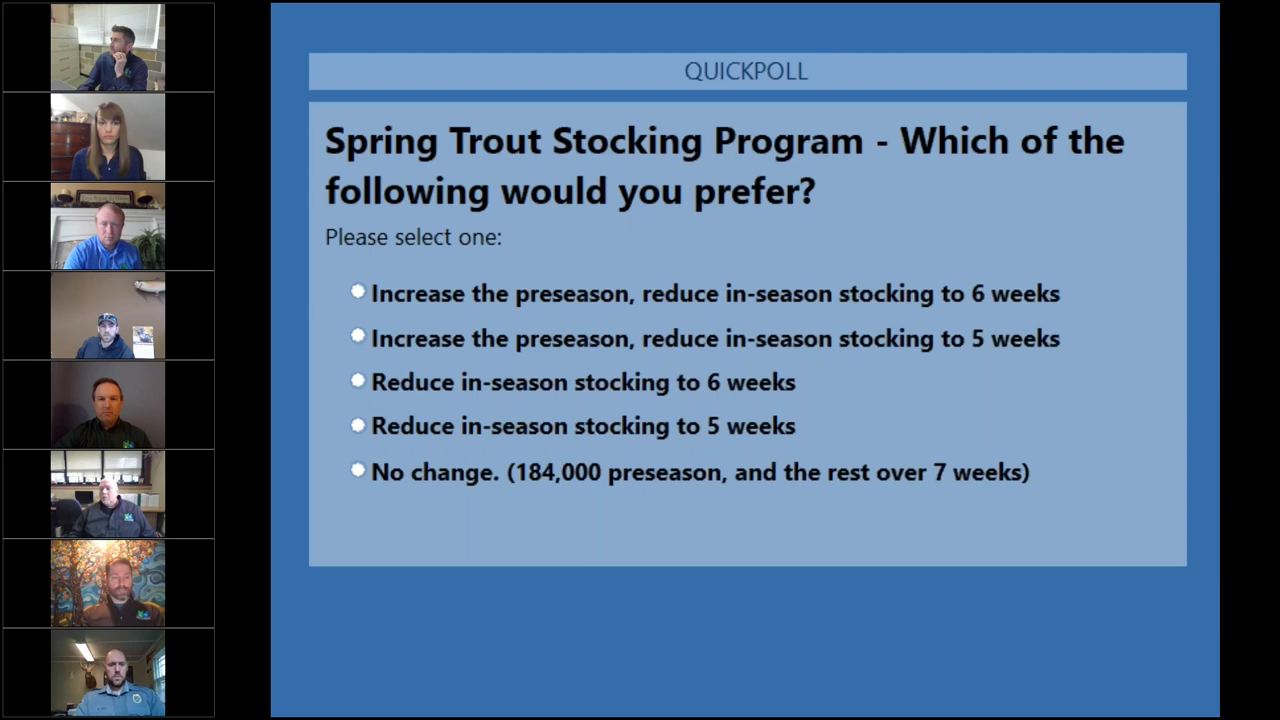 QUICKPOLL
Spring Trout Stocking Program - Which of the
following would you prefer?
Please select one:
Increase the preseason, reduce in-season stocking to 6 weeks
Increase the preseason, reduce in-season stocking to 5 weeks
Reduce in-season stocking to 6 weeks
Reduce in-season stocking to 5 weeks
No change. (184,000 preseason, and the rest over 7 weeks)